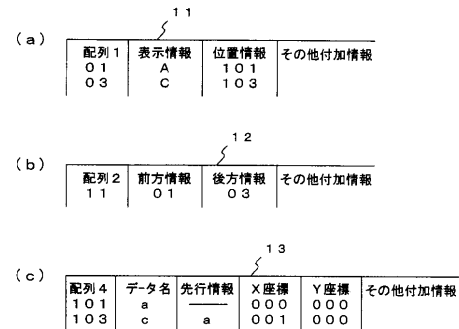 11
(a)
配列1 表示情報 位置情報 その他付加情報
01 A 101
03 C 103
12
(b)
配列2 前方情報 後方情報 その他付加情報
11 01 03
13
(c)
配列4 データ名 先行情報 X座標 Y座標 その他付加情報
101 a —— 000 000
103 c a 001 000